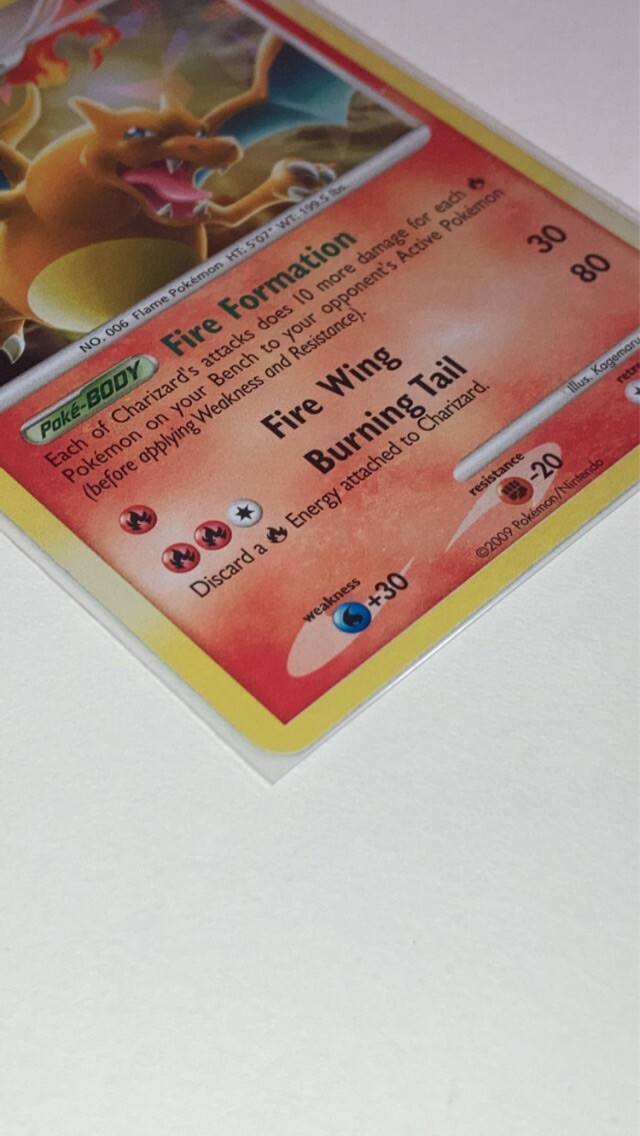 NO. 006 Flame Pokémon HT: 5'07" WT: 199.5 lbs.
Poké-BODY Fire Formation
Each of Charizard's attacks does 10 more damage for each
Pokémon on your Bench to your opponent's Active Pokémon
(before applying Weakness and Resistance).
Fire Wing 30
Burning Tail 80
Discard a Energy attached to Charizard.
weakness
+30
resistance
-20
Illus. Kagemaru
retre
©2009 Pokémon/Nintendo